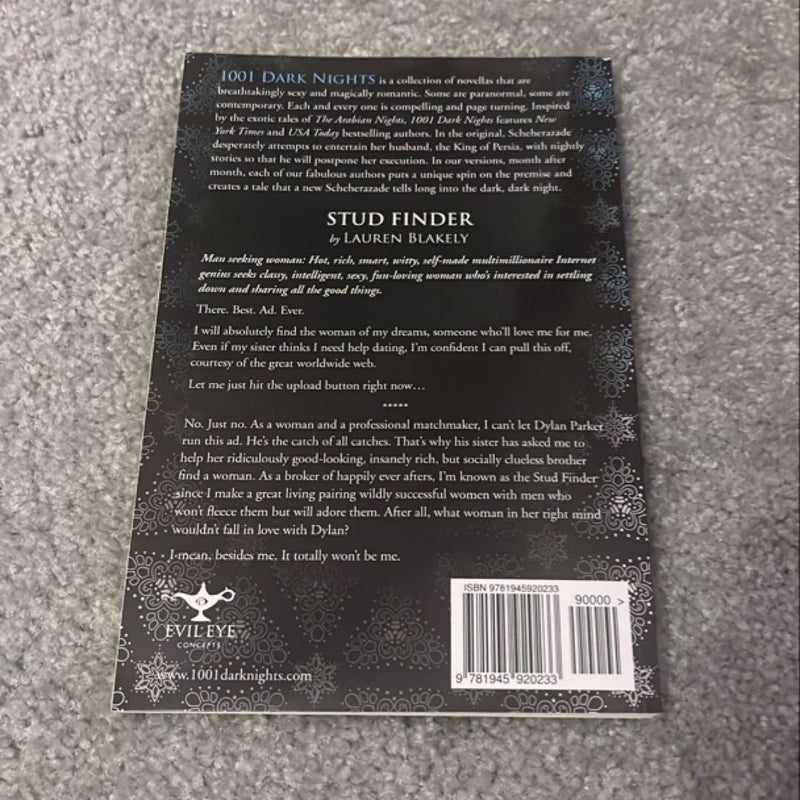 1001 Dark Nights is a collection of novellas that are
breathtakingly sexy and magically romantic. Some are paranormal, some are
contemporary. Each and every one is compelling and page turning. Inspired
by the exotic tales of The Arabian Nights, 1001 Dark Nights features New
York Times and USA Today bestselling authors. In the original, Scheherazade
desperately attempts to entertain her husband, the King of Persia, with nightly
stories so that he will postpone her execution. In our versions, month after
month, each of our fabulous authors puts a unique spin on the premise and
creates a tale that a new Scheherazade tells long into the dark, dark night.
STUD FINDER
by Lauren Blakely
Man seeking woman: Hot, rich, smart, witty, self-made multimillionaire Internet
genius seeks classy, intelligent, sexy, fun-loving woman who's interested in settling
down and sharing all the good things.
There. Best. Ad. Ever.
I will absolutely find the woman of my dreams, someone who'll love me for me.
Even if my sister thinks I need help dating, I'm confident I can pull this off,
courtesy of the great worldwide web.
Let me just hit the upload button right now…
*****
No. Just no. As a woman and a professional matchmaker, I can't let Dylan Parker
run this ad. He's the catch of all catches. That's why his sister has asked me to
help her ridiculously good-looking, insanely rich, but socially clueless brother
find a woman. As a broker of happily ever afters, I'm known as the Stud Finder
since I make a great living pairing wildly successful women with men who
won't fleece them but will adore them. After all, what woman in her right mind
wouldn't fall in love with Dylan?
I mean, besides me. It totally won't be me.
ISBN 9781945920233
90000 >
EVIL EYE
CONCEPTS
9 781945 920233
www.1001darknights.com